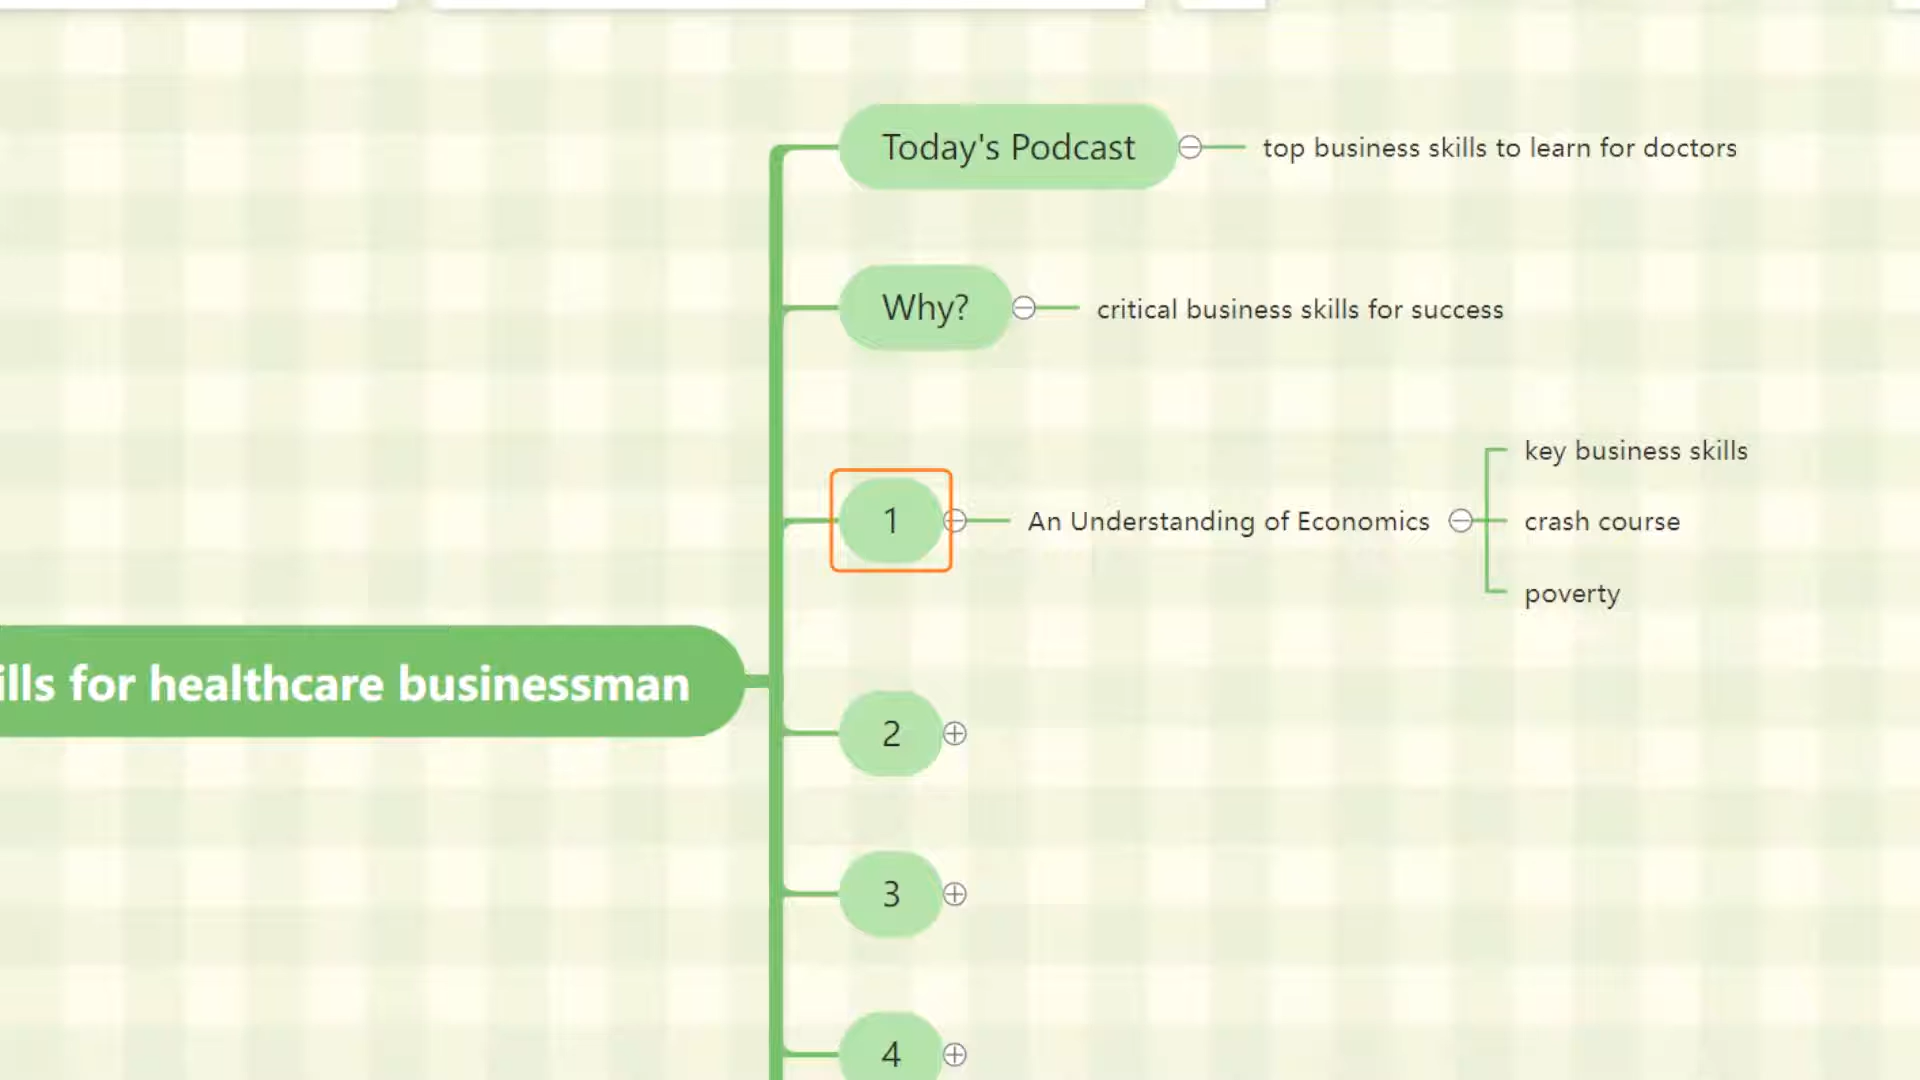 Today's Podcast
top business skills to learn for doctors
Why?
critical business skills for success
1
An Understanding of Economics
key business skills
crash course
poverty
for healthcare businessman
2
3
4